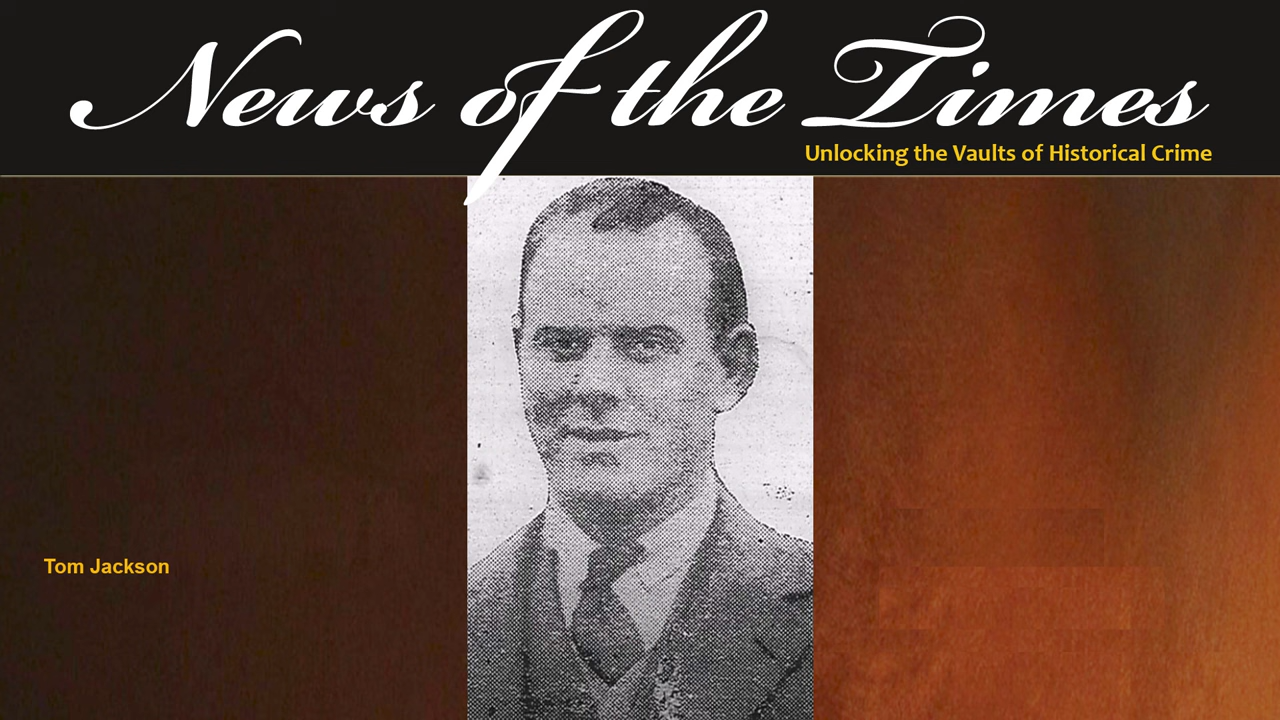 News of the Times
Unlocking the Vaults of Historical Crime
Tom Jackson